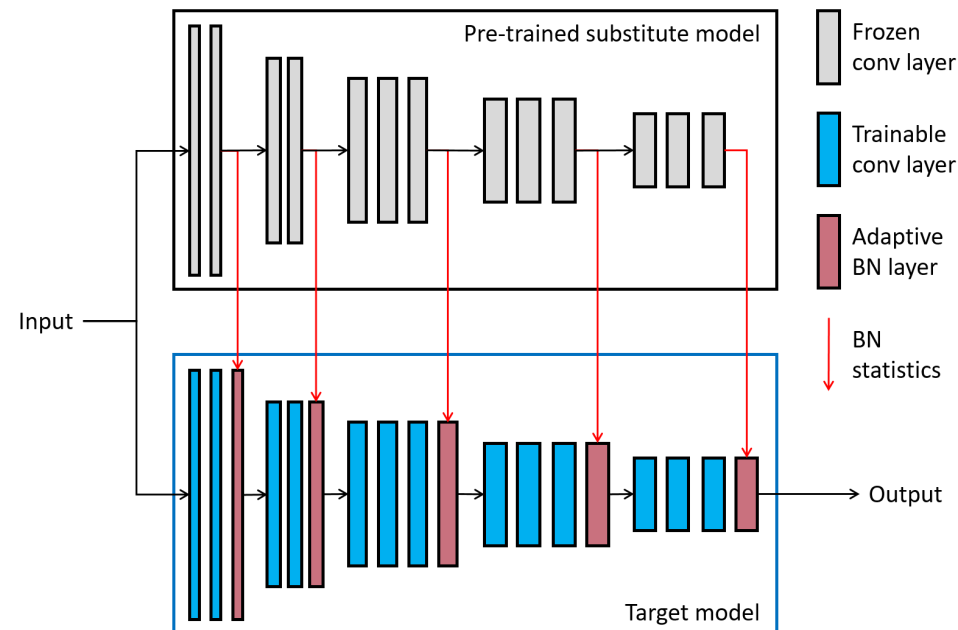 Pre-trained substitute model
Frozen
conv layer
Trainable
conv layer
Adaptive
BN layer
Input
BN
statistics
Output
Target model